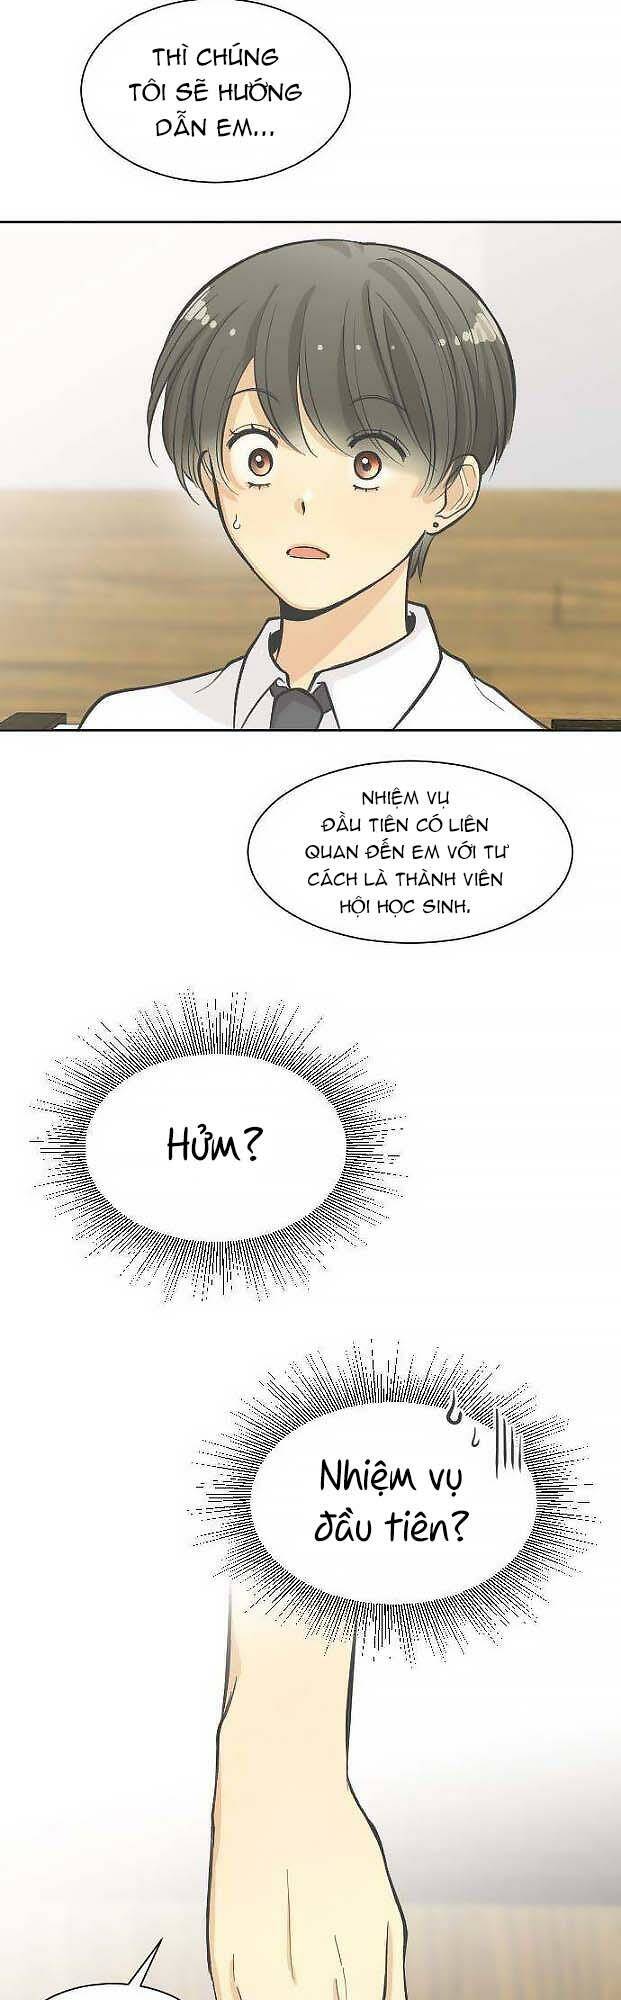 THÌ CHÚNG
TÔI SẼ HƯỚNG
DẪN EM...
NHIỆM VỤ
ĐẦU TIÊN CÓ LIÊN
QUAN ĐẾN EM VỚI TƯ
CÁCH LÀ THÀNH VIÊN
HỘI HỌC SINH.
Hửm?
Nhiệm vụ
đầu tiên?